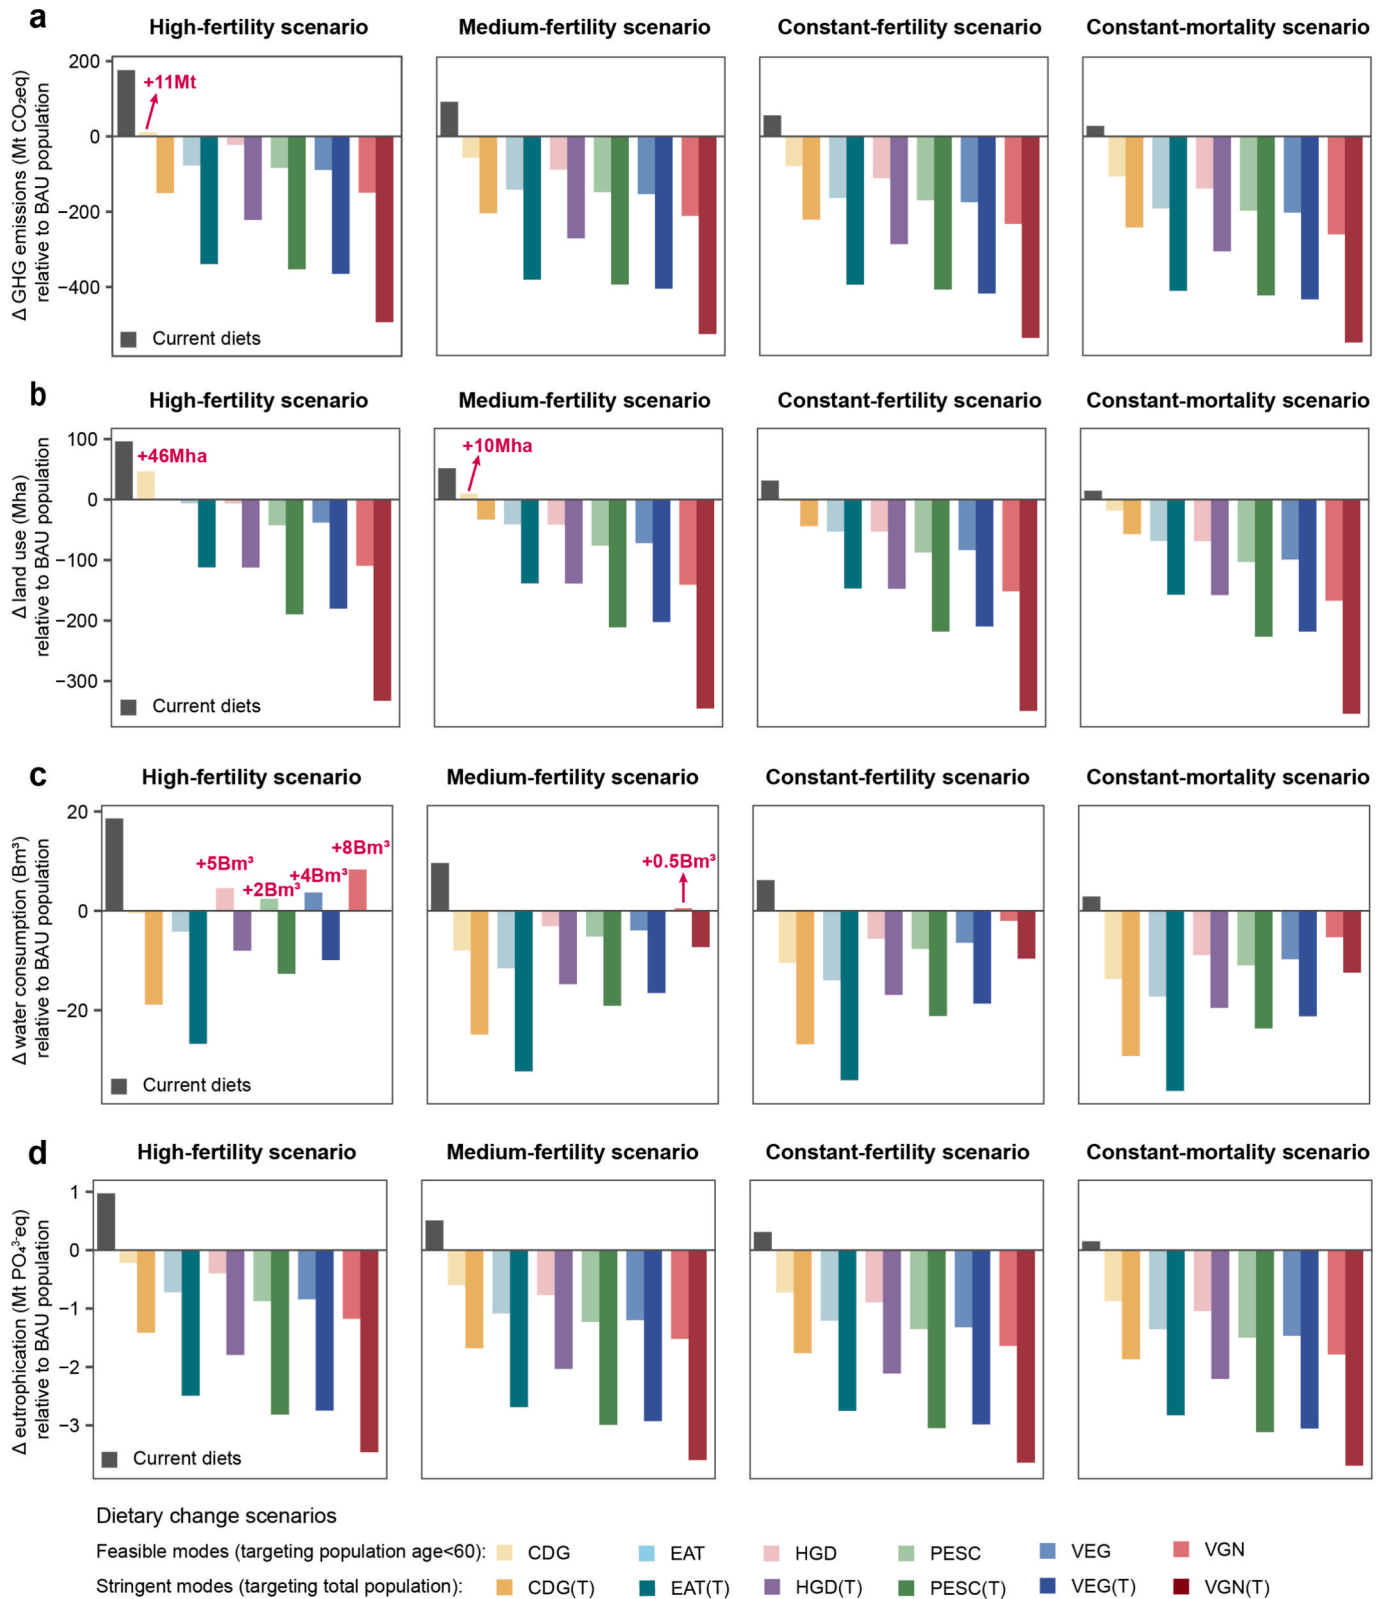 a
High-fertility scenario
Medium-fertility scenario
Constant-fertility scenario
Constant-mortality scenario
Δ GHG emissions (Mt CO₂eq)
relative to BAU population
200
0
−200
−400
+11Mt
Current diets
b
High-fertility scenario
Medium-fertility scenario
Constant-fertility scenario
Constant-mortality scenario
Δ land use (Mha)
relative to BAU population
100
0
−100
−200
−300
+46Mha
+10Mha
Current diets
c
High-fertility scenario
Medium-fertility scenario
Constant-fertility scenario
Constant-mortality scenario
Δ water consumption (Bm³)
relative to BAU population
20
0
−20
+5Bm³
+2Bm³
+4Bm³
+8Bm³
+0.5Bm³
Current diets
d
High-fertility scenario
Medium-fertility scenario
Constant-fertility scenario
Constant-mortality scenario
Δ eutrophication (Mt PO₄³⁻eq)
relative to BAU population
1
0
−1
−2
−3
Current diets
Dietary change scenarios
Feasible modes (targeting population age<60): CDG EAT HGD PESC VEG VGN
Stringent modes (targeting total population): CDG(T) EAT(T) HGD(T) PESC(T) VEG(T) VGN(T)